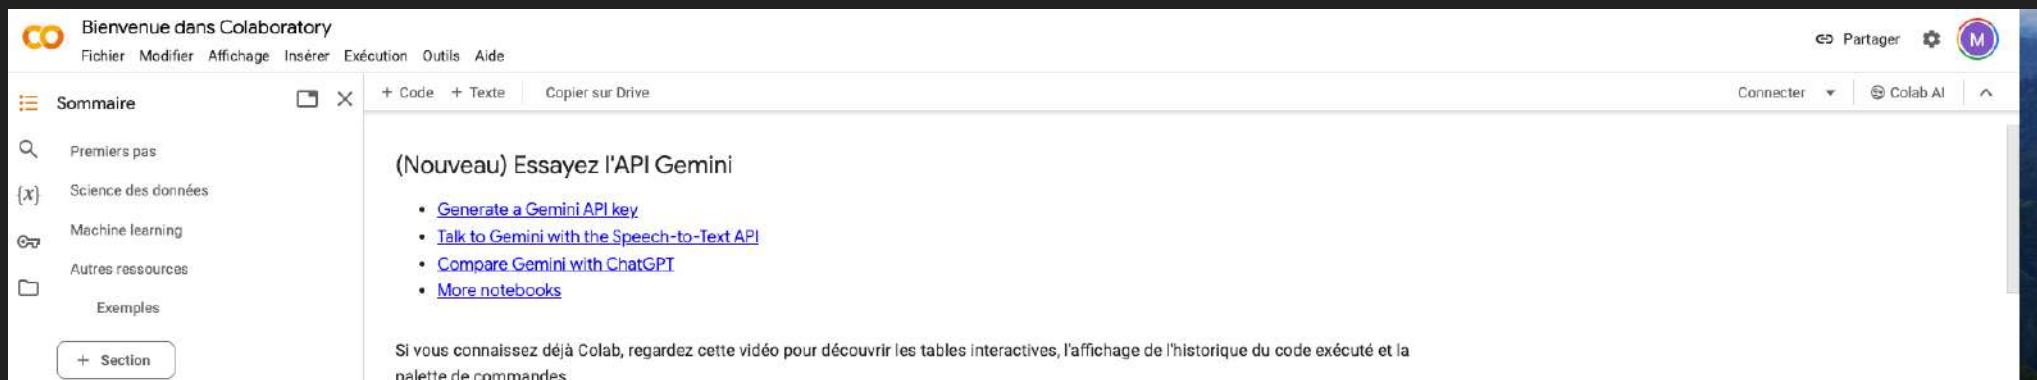 Bienvenue dans Colaboratory
Fichier Modifier Affichage Insérer Exécution Outils Aide
Partager
M
Sommaire
+ Code + Texte Copier sur Drive
Connecter
Colab AI
Premiers pas
{x}
Science des données
Machine learning
Autres ressources
Exemples
+ Section
(Nouveau) Essayez l'API Gemini
• Generate a Gemini API key
• Talk to Gemini with the Speech-to-Text API
• Compare Gemini with ChatGPT
• More notebooks
Si vous connaissez déjà Colab, regardez cette vidéo pour découvrir les tables interactives, l'affichage de l'historique du code exécuté et la
palette de commandes